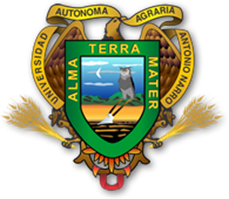 UNIVERSIDAD AUTONOMA AGRARIA ANTONIO NARRO
ALMA TERRA MATER